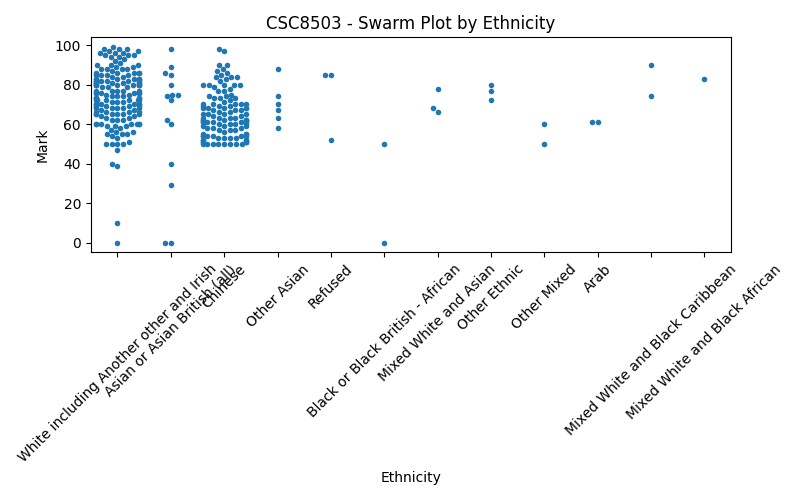 CSC8503 - Swarm Plot by Ethnicity
Mark
100
80
60
40
20
0
White including Another other and Irish
Asian or Asian British (all)
Chinese
Other Asian
Refused
Black or Black British - African
Mixed White and Asian
Other Ethnic
Other Mixed
Arab
Mixed White and Black Caribbean
Mixed White and Black African
Ethnicity